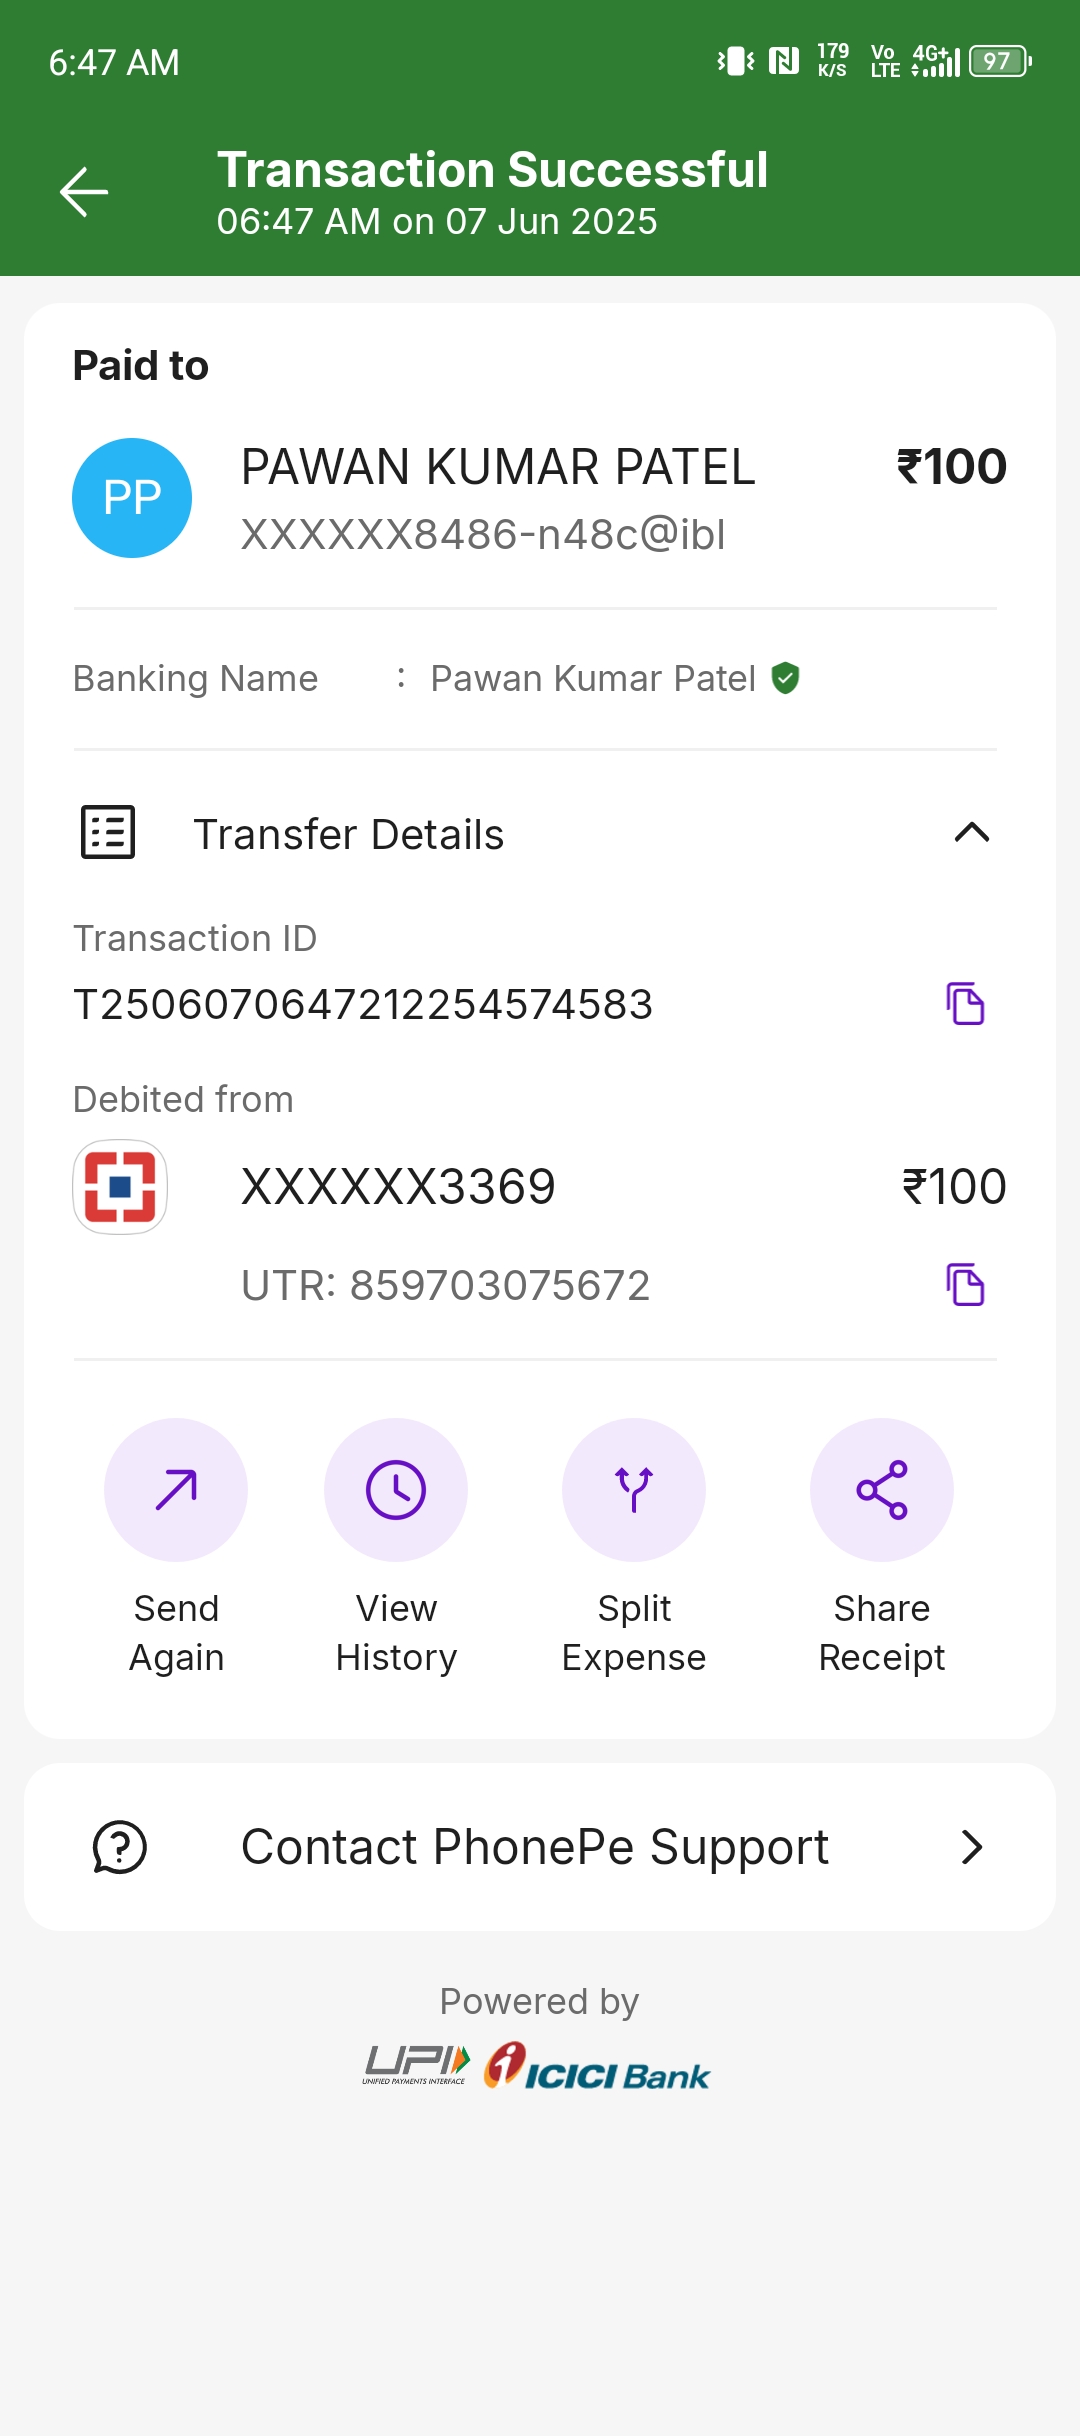 6:47 AM
179
K/S
Vo
LTE
4G+
97
Transaction Successful
06:47 AM on 07 Jun 2025
Paid to
PP
PAWAN KUMAR PATEL
₹100
XXXXXX8486-n48c@ibl
Banking Name : Pawan Kumar Patel
Transfer Details
Transaction ID
T2506070647212254574583
Debited from
XXXXXX3369
₹100
UTR: 859703075672
Send
Again
View
History
Split
Expense
Share
Receipt
Contact PhonePe Support
Powered by
UPI
UNIFIED PAYMENTS INTERFACE
ICICI Bank